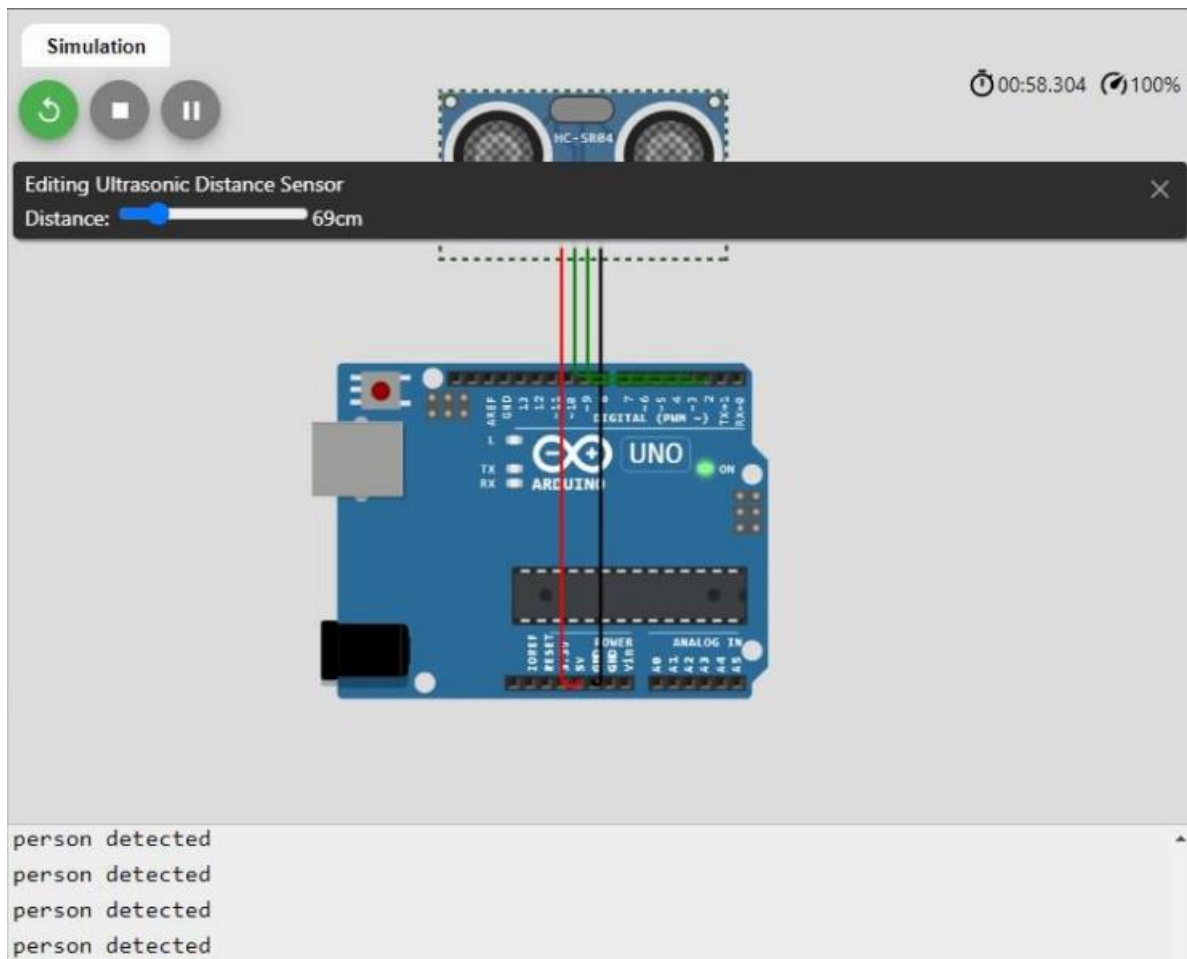 Simulation
00:58.304 100%
HC-SR04
Editing Ultrasonic Distance Sensor
Distance: 69cm
AREF GND 13 12 ~11 ~10 ~9 8 7 ~6 ~5 4 ~3 2 TX→1 RX←0
DIGITAL (PWM ~)
L
UNO
TX
RX
ON
ARDUINO
POWER
ANALOG IN
IOREF RESET 3.3V 5V GND GND Vin A0 A1 A2 A3 A4 A5
person detected
person detected
person detected
person detected